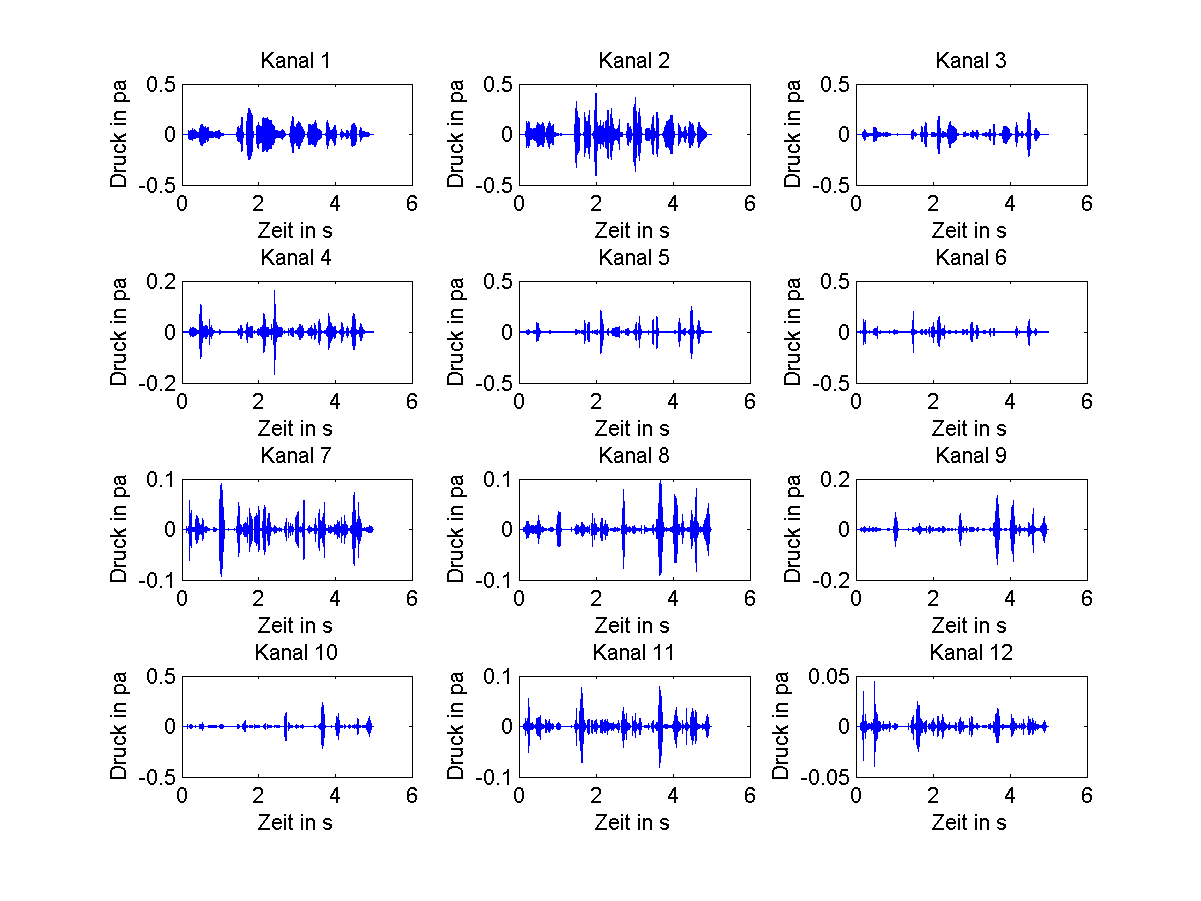 Kanal 1 Kanal 2 Kanal 3
0.5 0.5 0.5
Druck in pa Druck in pa Druck in pa
0 0 0
-0.5 -0.5 -0.5
0 2 4 6 0 2 4 6 0 2 4 6
Zeit in s Zeit in s Zeit in s
Kanal 4 Kanal 5 Kanal 6
0.2 0.5 0.5
Druck in pa Druck in pa Druck in pa
0 0 0
-0.2 -0.5 -0.5
0 2 4 6 0 2 4 6 0 2 4 6
Zeit in s Zeit in s Zeit in s
Kanal 7 Kanal 8 Kanal 9
0.1 0.1 0.2
Druck in pa Druck in pa Druck in pa
0 0 0
-0.1 -0.1 -0.2
0 2 4 6 0 2 4 6 0 2 4 6
Zeit in s Zeit in s Zeit in s
Kanal 10 Kanal 11 Kanal 12
0.5 0.1 0.05
Druck in pa Druck in pa Druck in pa
0 0 0
-0.5 -0.1 -0.05
0 2 4 6 0 2 4 6 0 2 4 6
Zeit in s Zeit in s Zeit in s